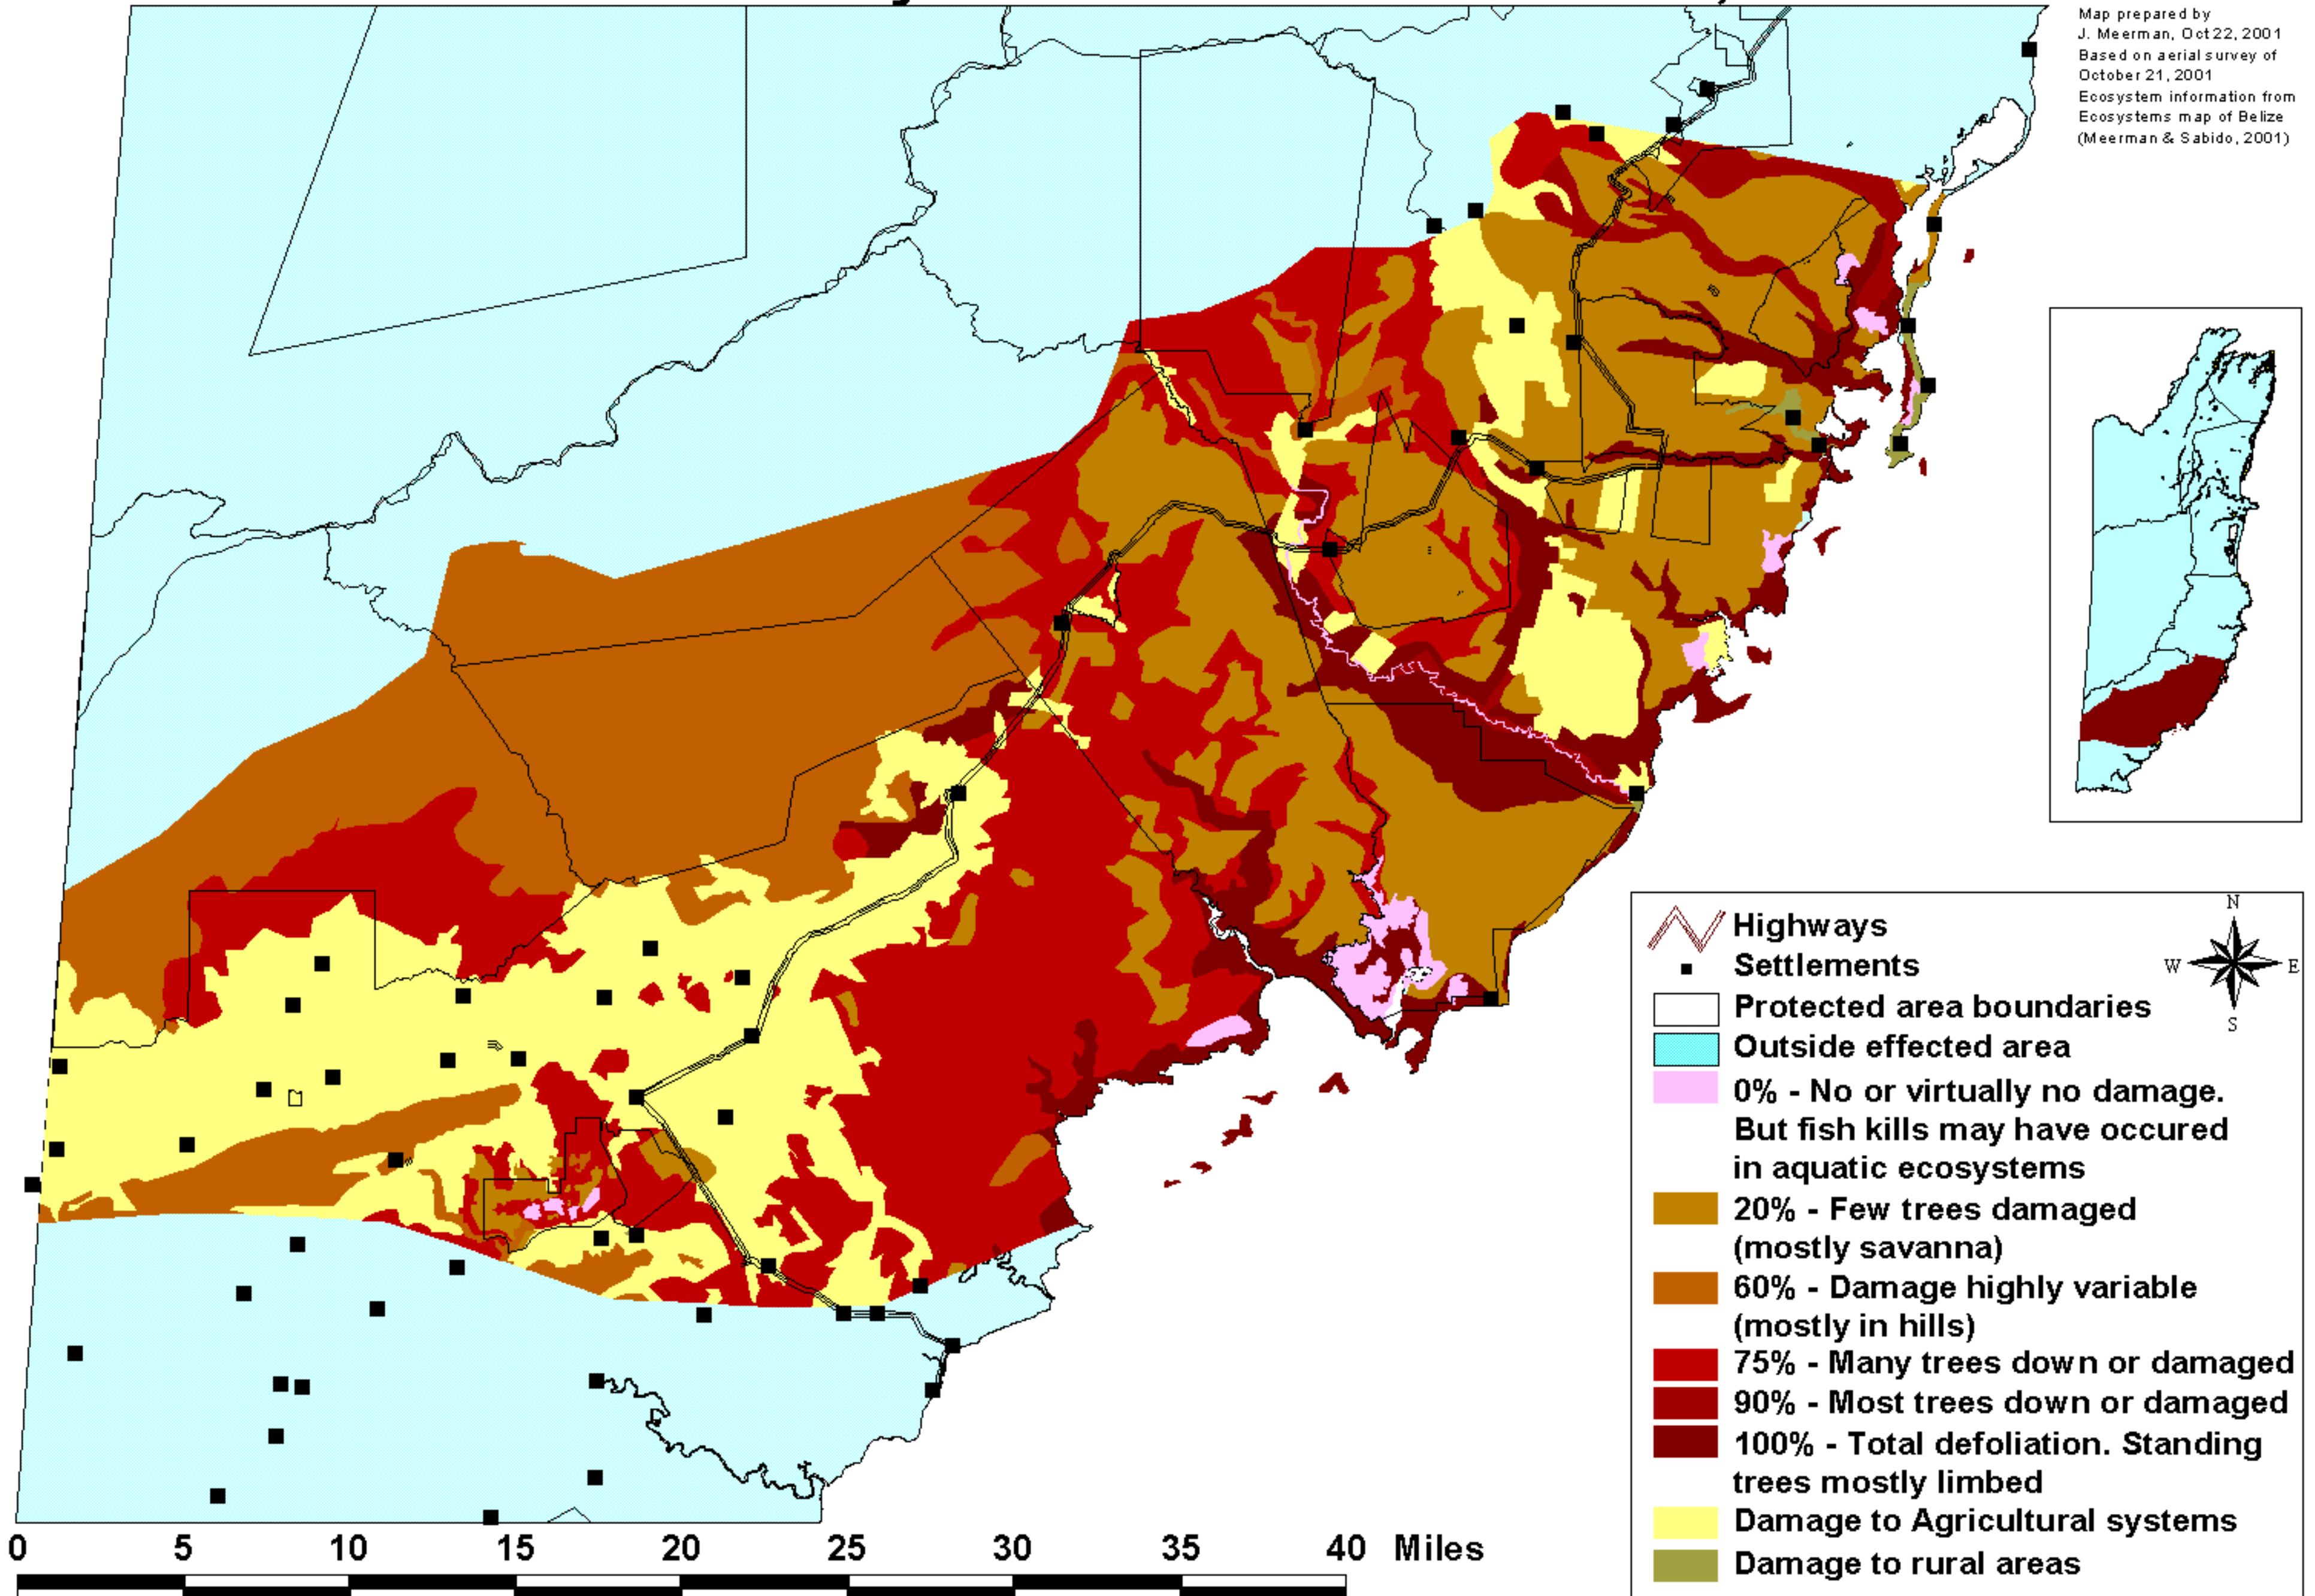 Map prepared by
J. Meerman, Oct 22, 2001
Based on aerial survey of
October 21, 2001
Ecosystem information from
Ecosystems map of Belize
(Meerman & Sabido, 2001)
N
W E
S
Highways
Settlements
Protected area boundaries
Outside effected area
0% - No or virtually no damage.
But fish kills may have occured
in aquatic ecosystems
20% - Few trees damaged
(mostly savanna)
60% - Damage highly variable
(mostly in hills)
75% - Many trees down or damaged
90% - Most trees down or damaged
100% - Total defoliation. Standing
trees mostly limbed
Damage to Agricultural systems
Damage to rural areas
0 5 10 15 20 25 30 35 40 Miles